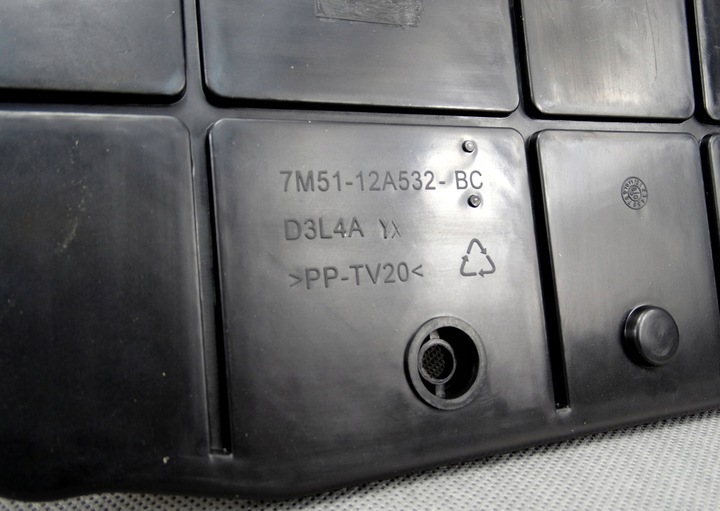 7M51-12A532- BC
D3L4A YX
>PP-TV20<